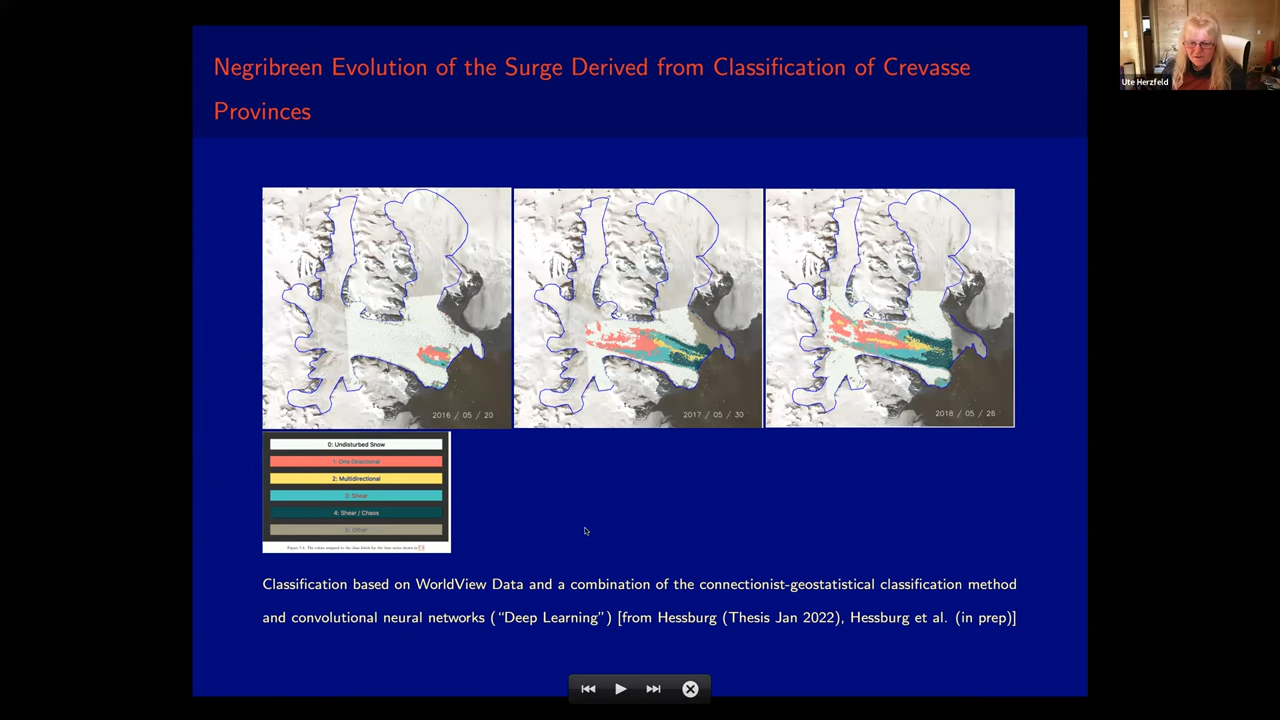 Negribreen Evolution of the Surge Derived from Classification of Crevasse
Provinces
Ute Herzfeld
2016 / 05 / 20
2017 / 05 / 30
2018 / 05 / 26
0: Undisturbed Snow
1: One Directional
2: Multidirectional
3: Shear
4: Shear / Chaos
5: Other
Classification based on WorldView Data and a combination of the connectionist-geostatistical classification method
and convolutional neural networks (“Deep Learning”) [from Hessburg (Thesis Jan 2022), Hessburg et al. (in prep)]